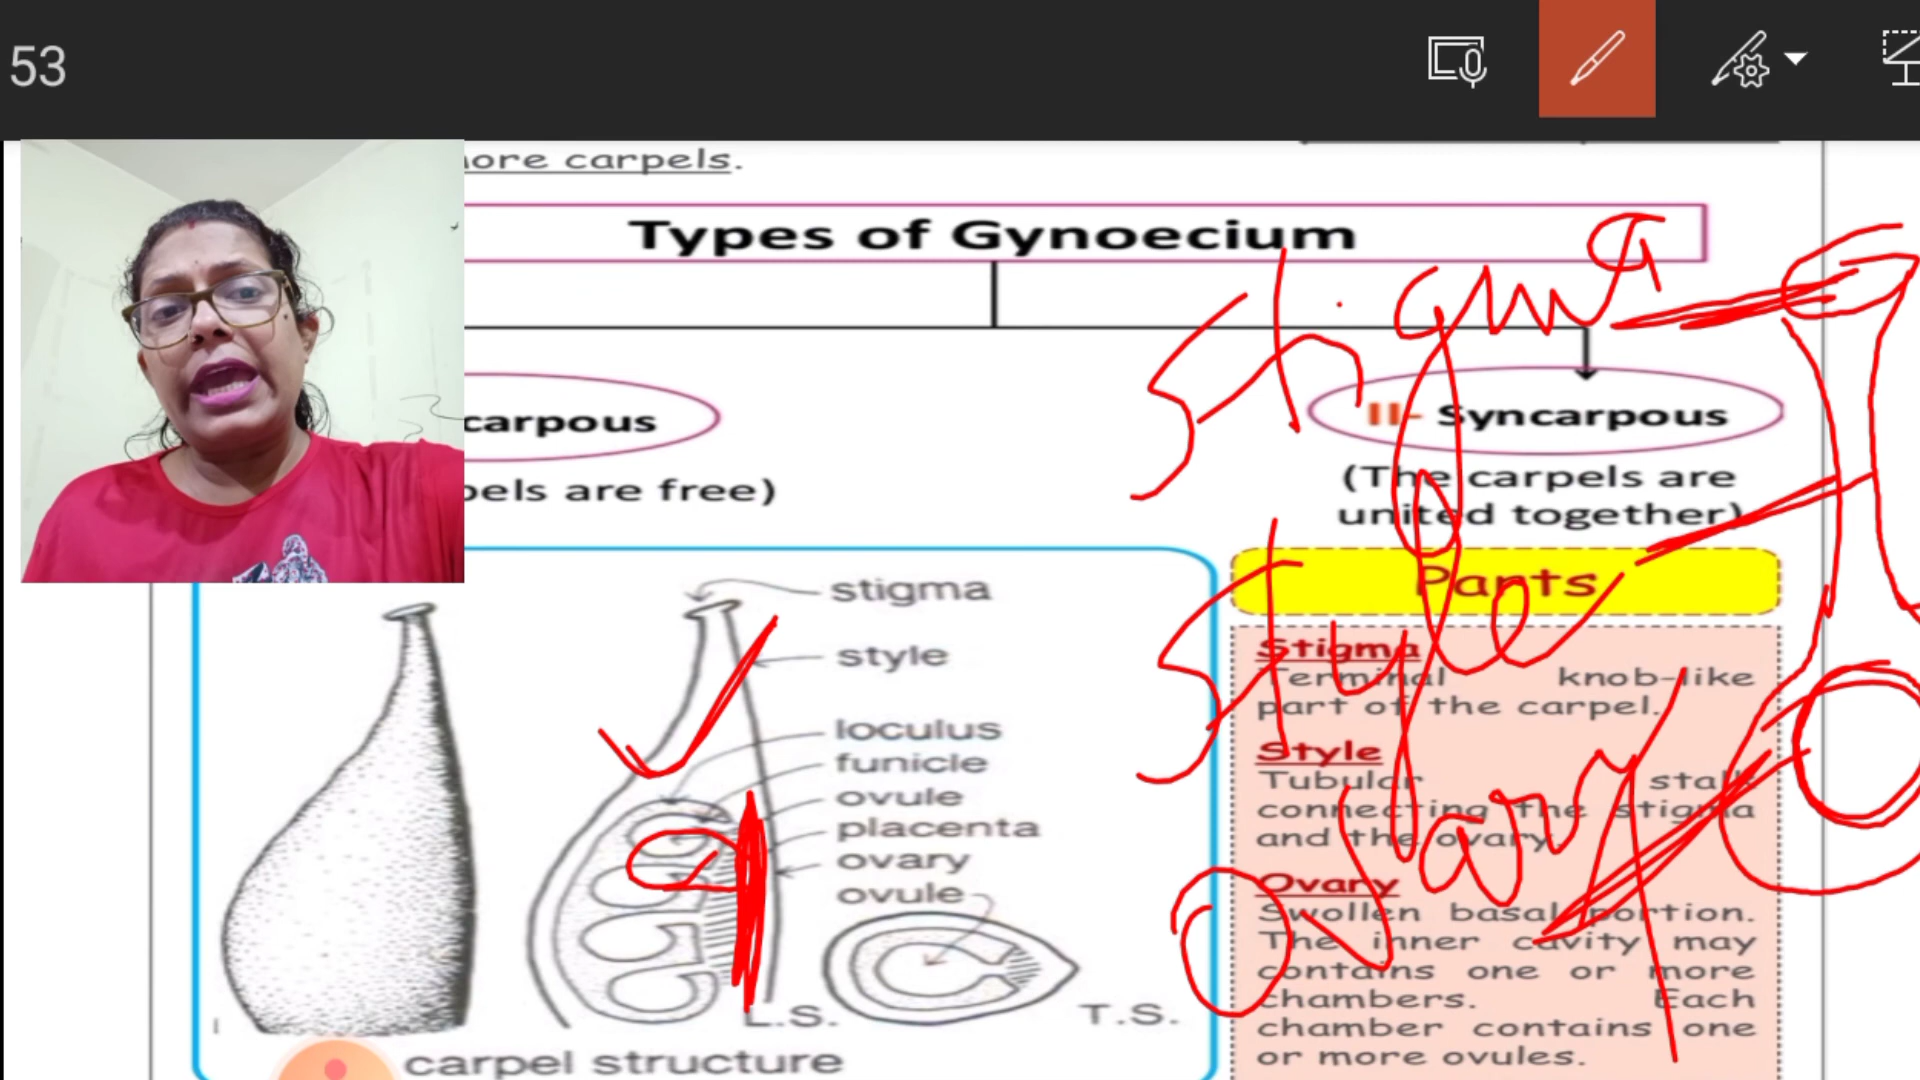 53
more carpels.
Types of Gynoecium
carpous
II- Syncarpous
pels are free)
(The carpels are
united together)
stigma
style
loculus
funicle
ovule
placenta
ovary
ovule
L.S.
T.S.
carpel structure
Parts
Stigma
Terminal knob-like
part of the carpel.
Style
Tubular stalk
connecting the stigma
and the ovary.
Ovary
Swollen basal portion.
The inner cavity may
contains one or more
chambers. Each
chamber contains one
or more ovules.
Stigma
Style
Ovary